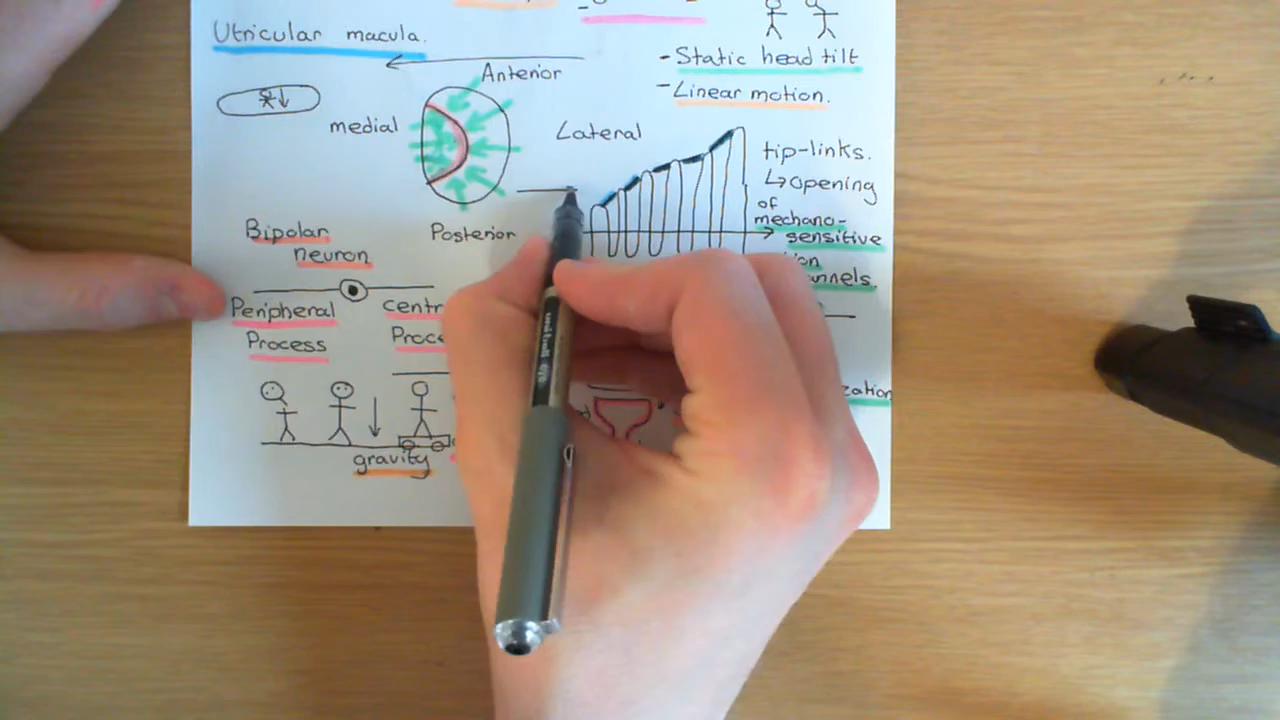 Utricular macula.
Anterior
medial
Lateral
Posterior
- Static head tilt
- Linear motion.
tip-links.
↳ opening
of
mechano-
sensitive
Bipolar
neuron
Peripheral
Process
gravity